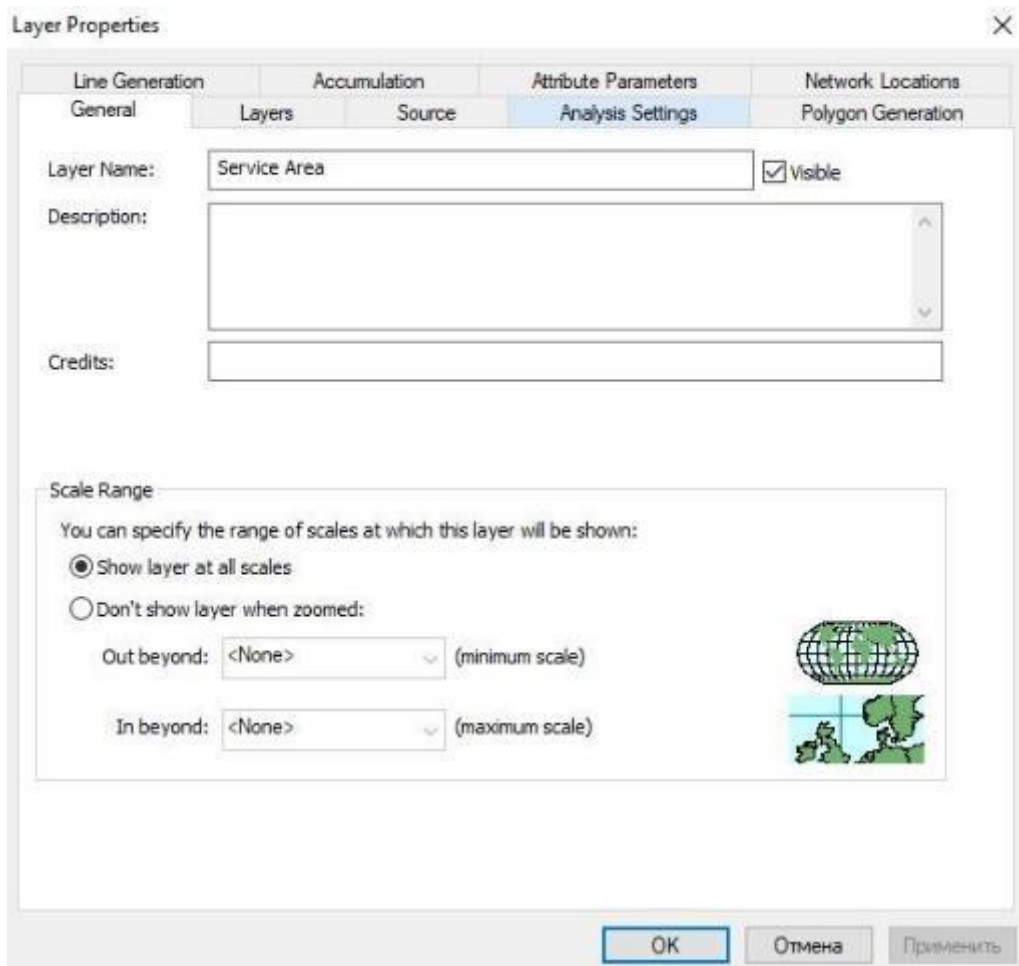 Layer Properties
Line Generation Accumulation Attribute Parameters Network Locations
General Layers Source Analysis Settings Polygon Generation
Layer Name: Service Area Visible
Description:
Credits:
Scale Range
You can specify the range of scales at which this layer will be shown:
Show layer at all scales
Don't show layer when zoomed:
Out beyond: <None> (minimum scale)
In beyond: <None> (maximum scale)
OK Отмена Применить